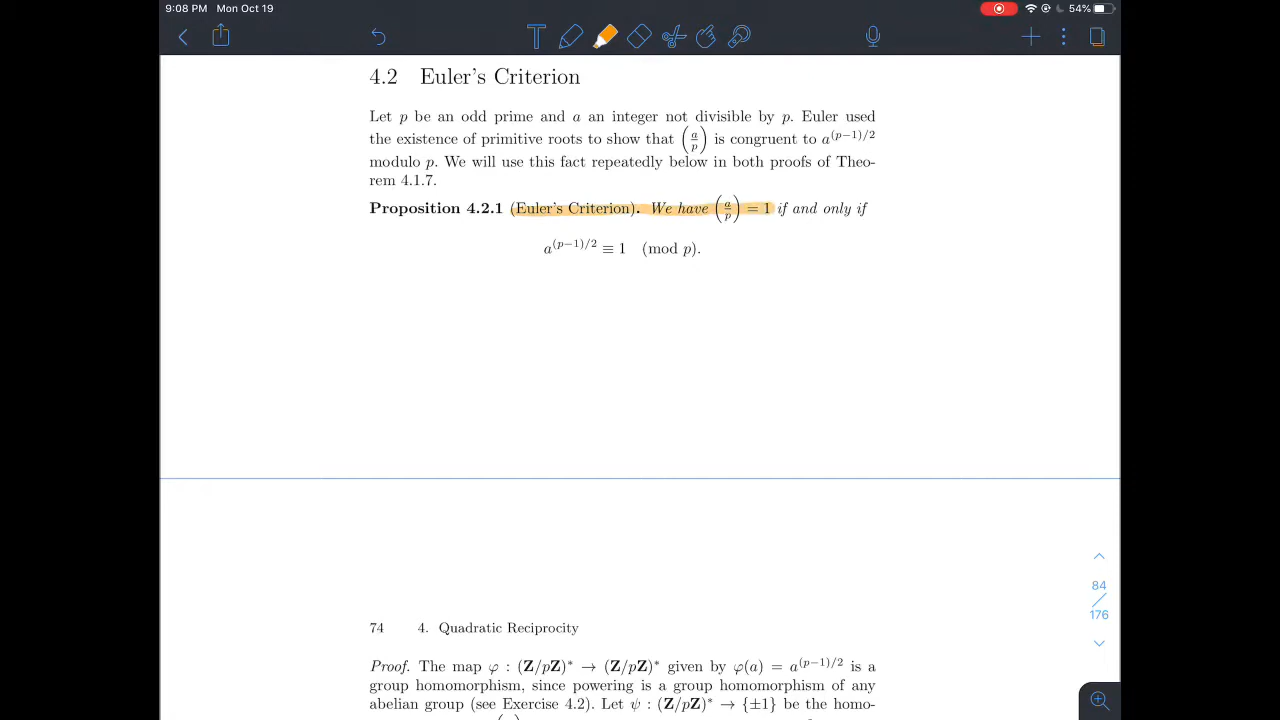 9:08 PM Mon Oct 19
54%
T
4.2 Euler's Criterion
Let p be an odd prime and a an integer not divisible by p. Euler used
the existence of primitive roots to show that (a/p) is congruent to a^(p−1)/2
modulo p. We will use this fact repeatedly below in both proofs of Theo-
rem 4.1.7.
Proposition 4.2.1 (Euler's Criterion). We have (a/p) = 1 if and only if
a^(p−1)/2 ≡ 1 (mod p).
84
176
74 4. Quadratic Reciprocity
Proof. The map φ : (Z/pZ)* → (Z/pZ)* given by φ(a) = a^(p−1)/2 is a
group homomorphism, since powering is a group homomorphism of any
abelian group (see Exercise 4.2). Let ψ : (Z/pZ)* → {±1} be the homo-